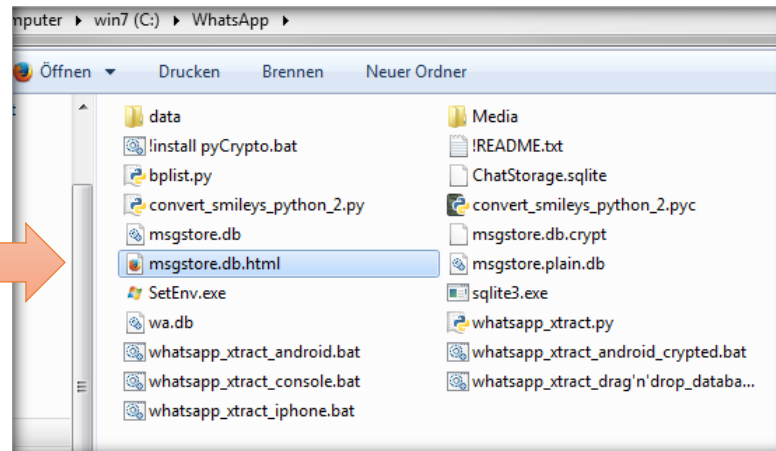 mputer ▸ win7 (C:) ▸ WhatsApp ▸
Öffnen Drucken Brennen Neuer Ordner
data Media
!install pyCrypto.bat !README.txt
bplist.py ChatStorage.sqlite
convert_smileys_python_2.py convert_smileys_python_2.pyc
msgstore.db msgstore.db.crypt
msgstore.db.html msgstore.plain.db
SetEnv.exe sqlite3.exe
wa.db whatsapp_xtract.py
whatsapp_xtract_android.bat whatsapp_xtract_android_crypted.bat
whatsapp_xtract_console.bat whatsapp_xtract_drag'n'drop_databa...
whatsapp_xtract_iphone.bat